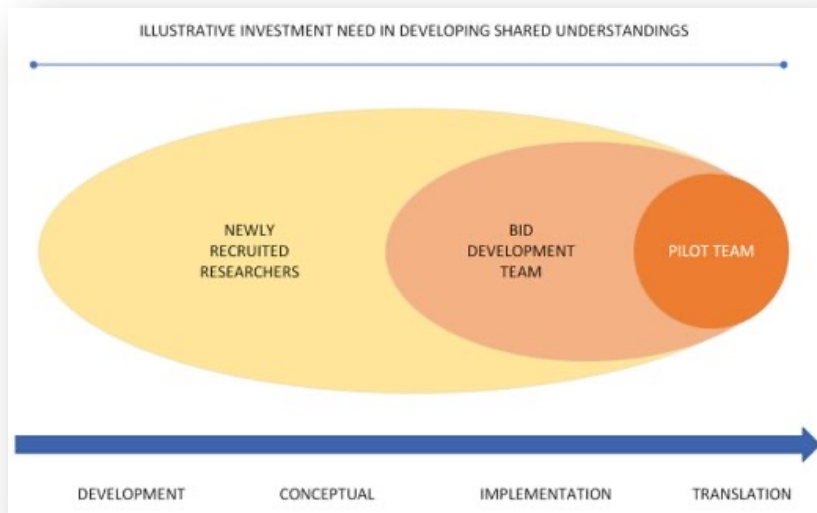 ILLUSTRATIVE INVESTMENT NEED IN DEVELOPING SHARED UNDERSTANDINGS
NEWLY
RECRUITED
RESEARCHERS
BID
DEVELOPMENT
TEAM
PILOT TEAM
DEVELOPMENT CONCEPTUAL IMPLEMENTATION TRANSLATION